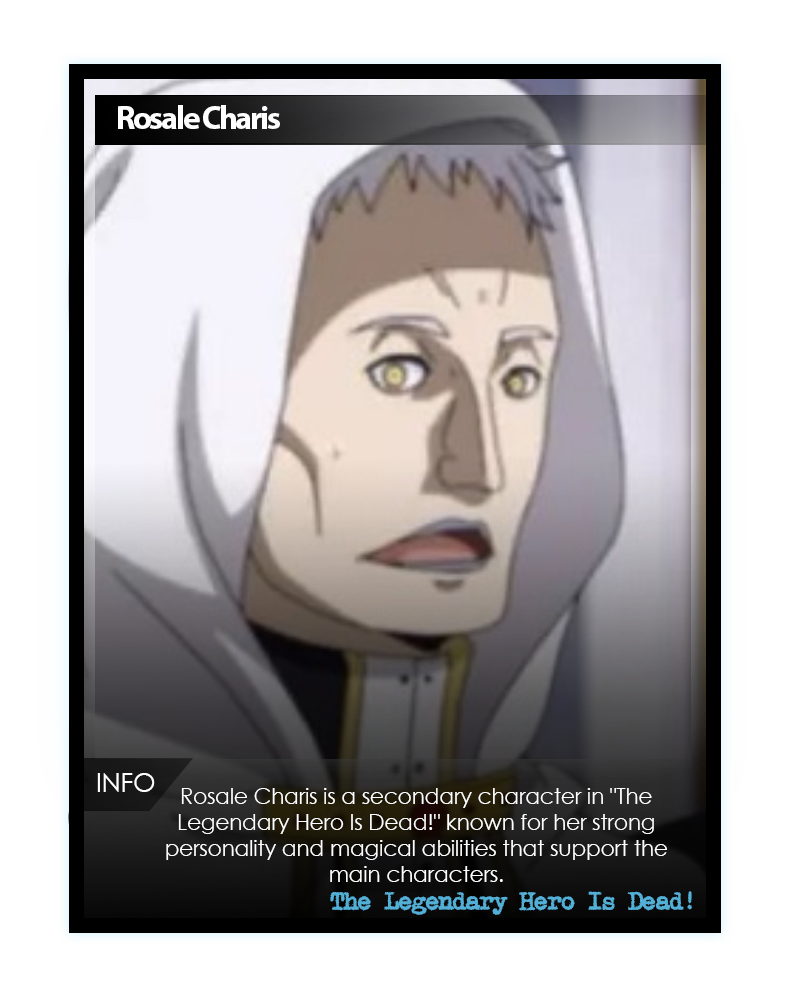 Rosale Charis
INFO
Rosale Charis is a secondary character in "The
Legendary Hero Is Dead!" known for her strong
personality and magical abilities that support the
main characters.
The Legendary Hero Is Dead!